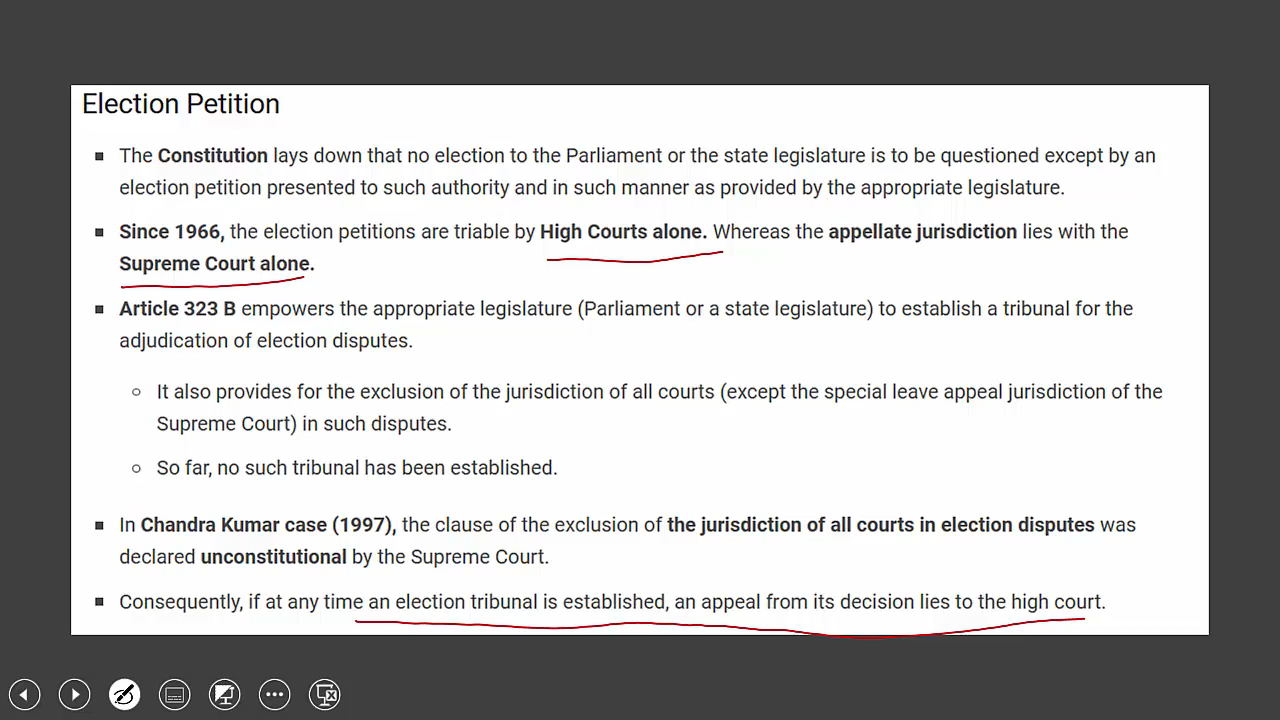 Election Petition
The Constitution lays down that no election to the Parliament or the state legislature is to be questioned except by an
election petition presented to such authority and in such manner as provided by the appropriate legislature.
Since 1966, the election petitions are triable by High Courts alone. Whereas the appellate jurisdiction lies with the
Supreme Court alone.
Article 323 B empowers the appropriate legislature (Parliament or a state legislature) to establish a tribunal for the
adjudication of election disputes.
It also provides for the exclusion of the jurisdiction of all courts (except the special leave appeal jurisdiction of the
Supreme Court) in such disputes.
So far, no such tribunal has been established.
In Chandra Kumar case (1997), the clause of the exclusion of the jurisdiction of all courts in election disputes was
declared unconstitutional by the Supreme Court.
Consequently, if at any time an election tribunal is established, an appeal from its decision lies to the high court.